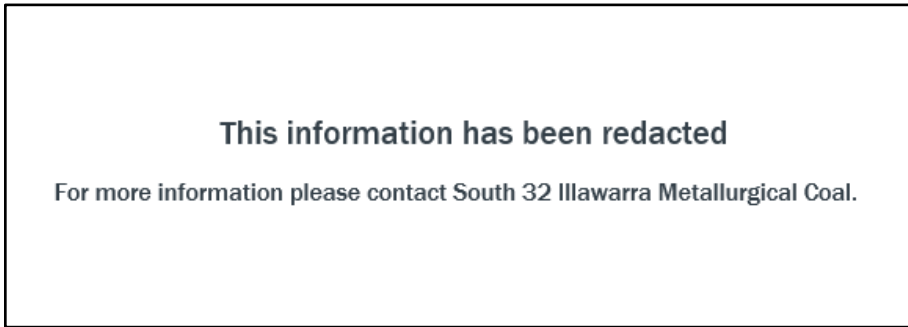 This information has been redacted
For more information please contact South 32 Illawarra Metallurgical Coal.